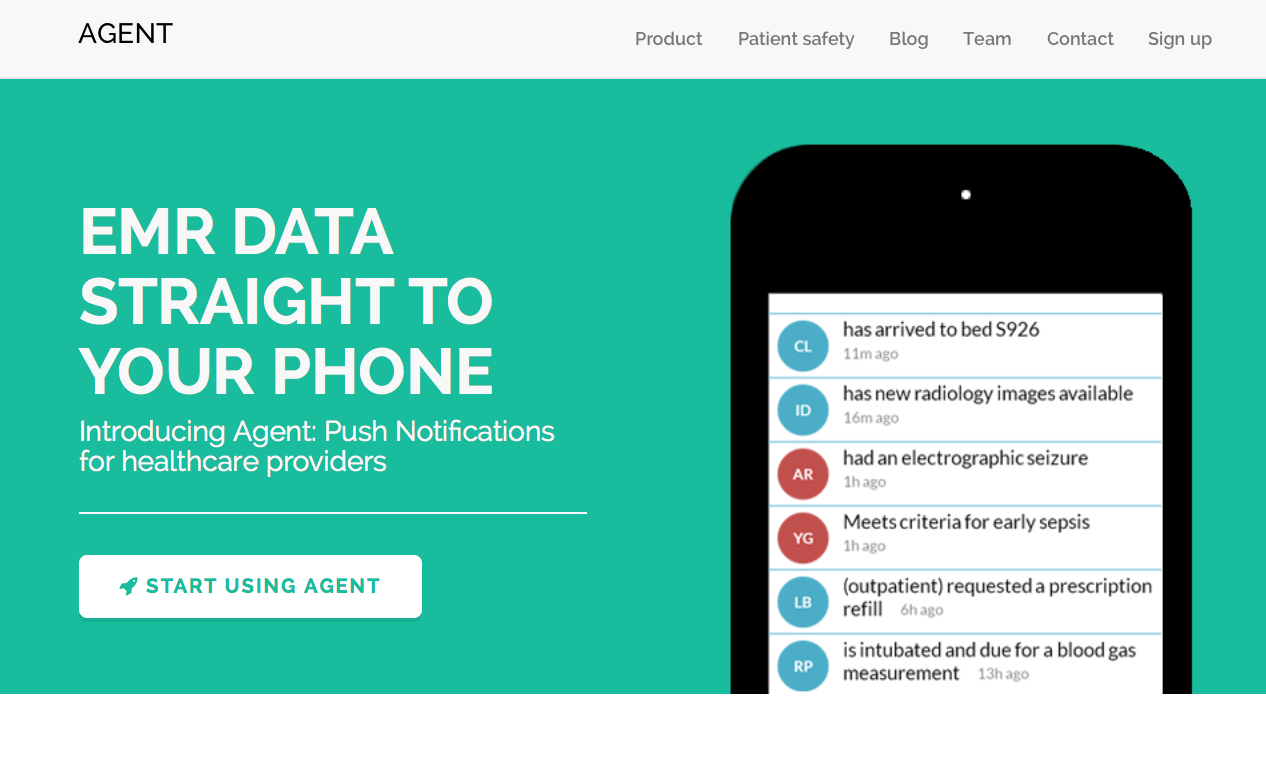 AGENT
Product Patient safety Blog Team Contact Sign up
EMR DATA
STRAIGHT TO
YOUR PHONE
Introducing Agent: Push Notifications
for healthcare providers
START USING AGENT
CL
has arrived to bed S926
11m ago
ID
has new radiology images available
16m ago
AR
had an electrographic seizure
1h ago
YG
Meets criteria for early sepsis
1h ago
LB
(outpatient) requested a prescription
refill 6h ago
RP
is intubated and due for a blood gas
measurement 13h ago